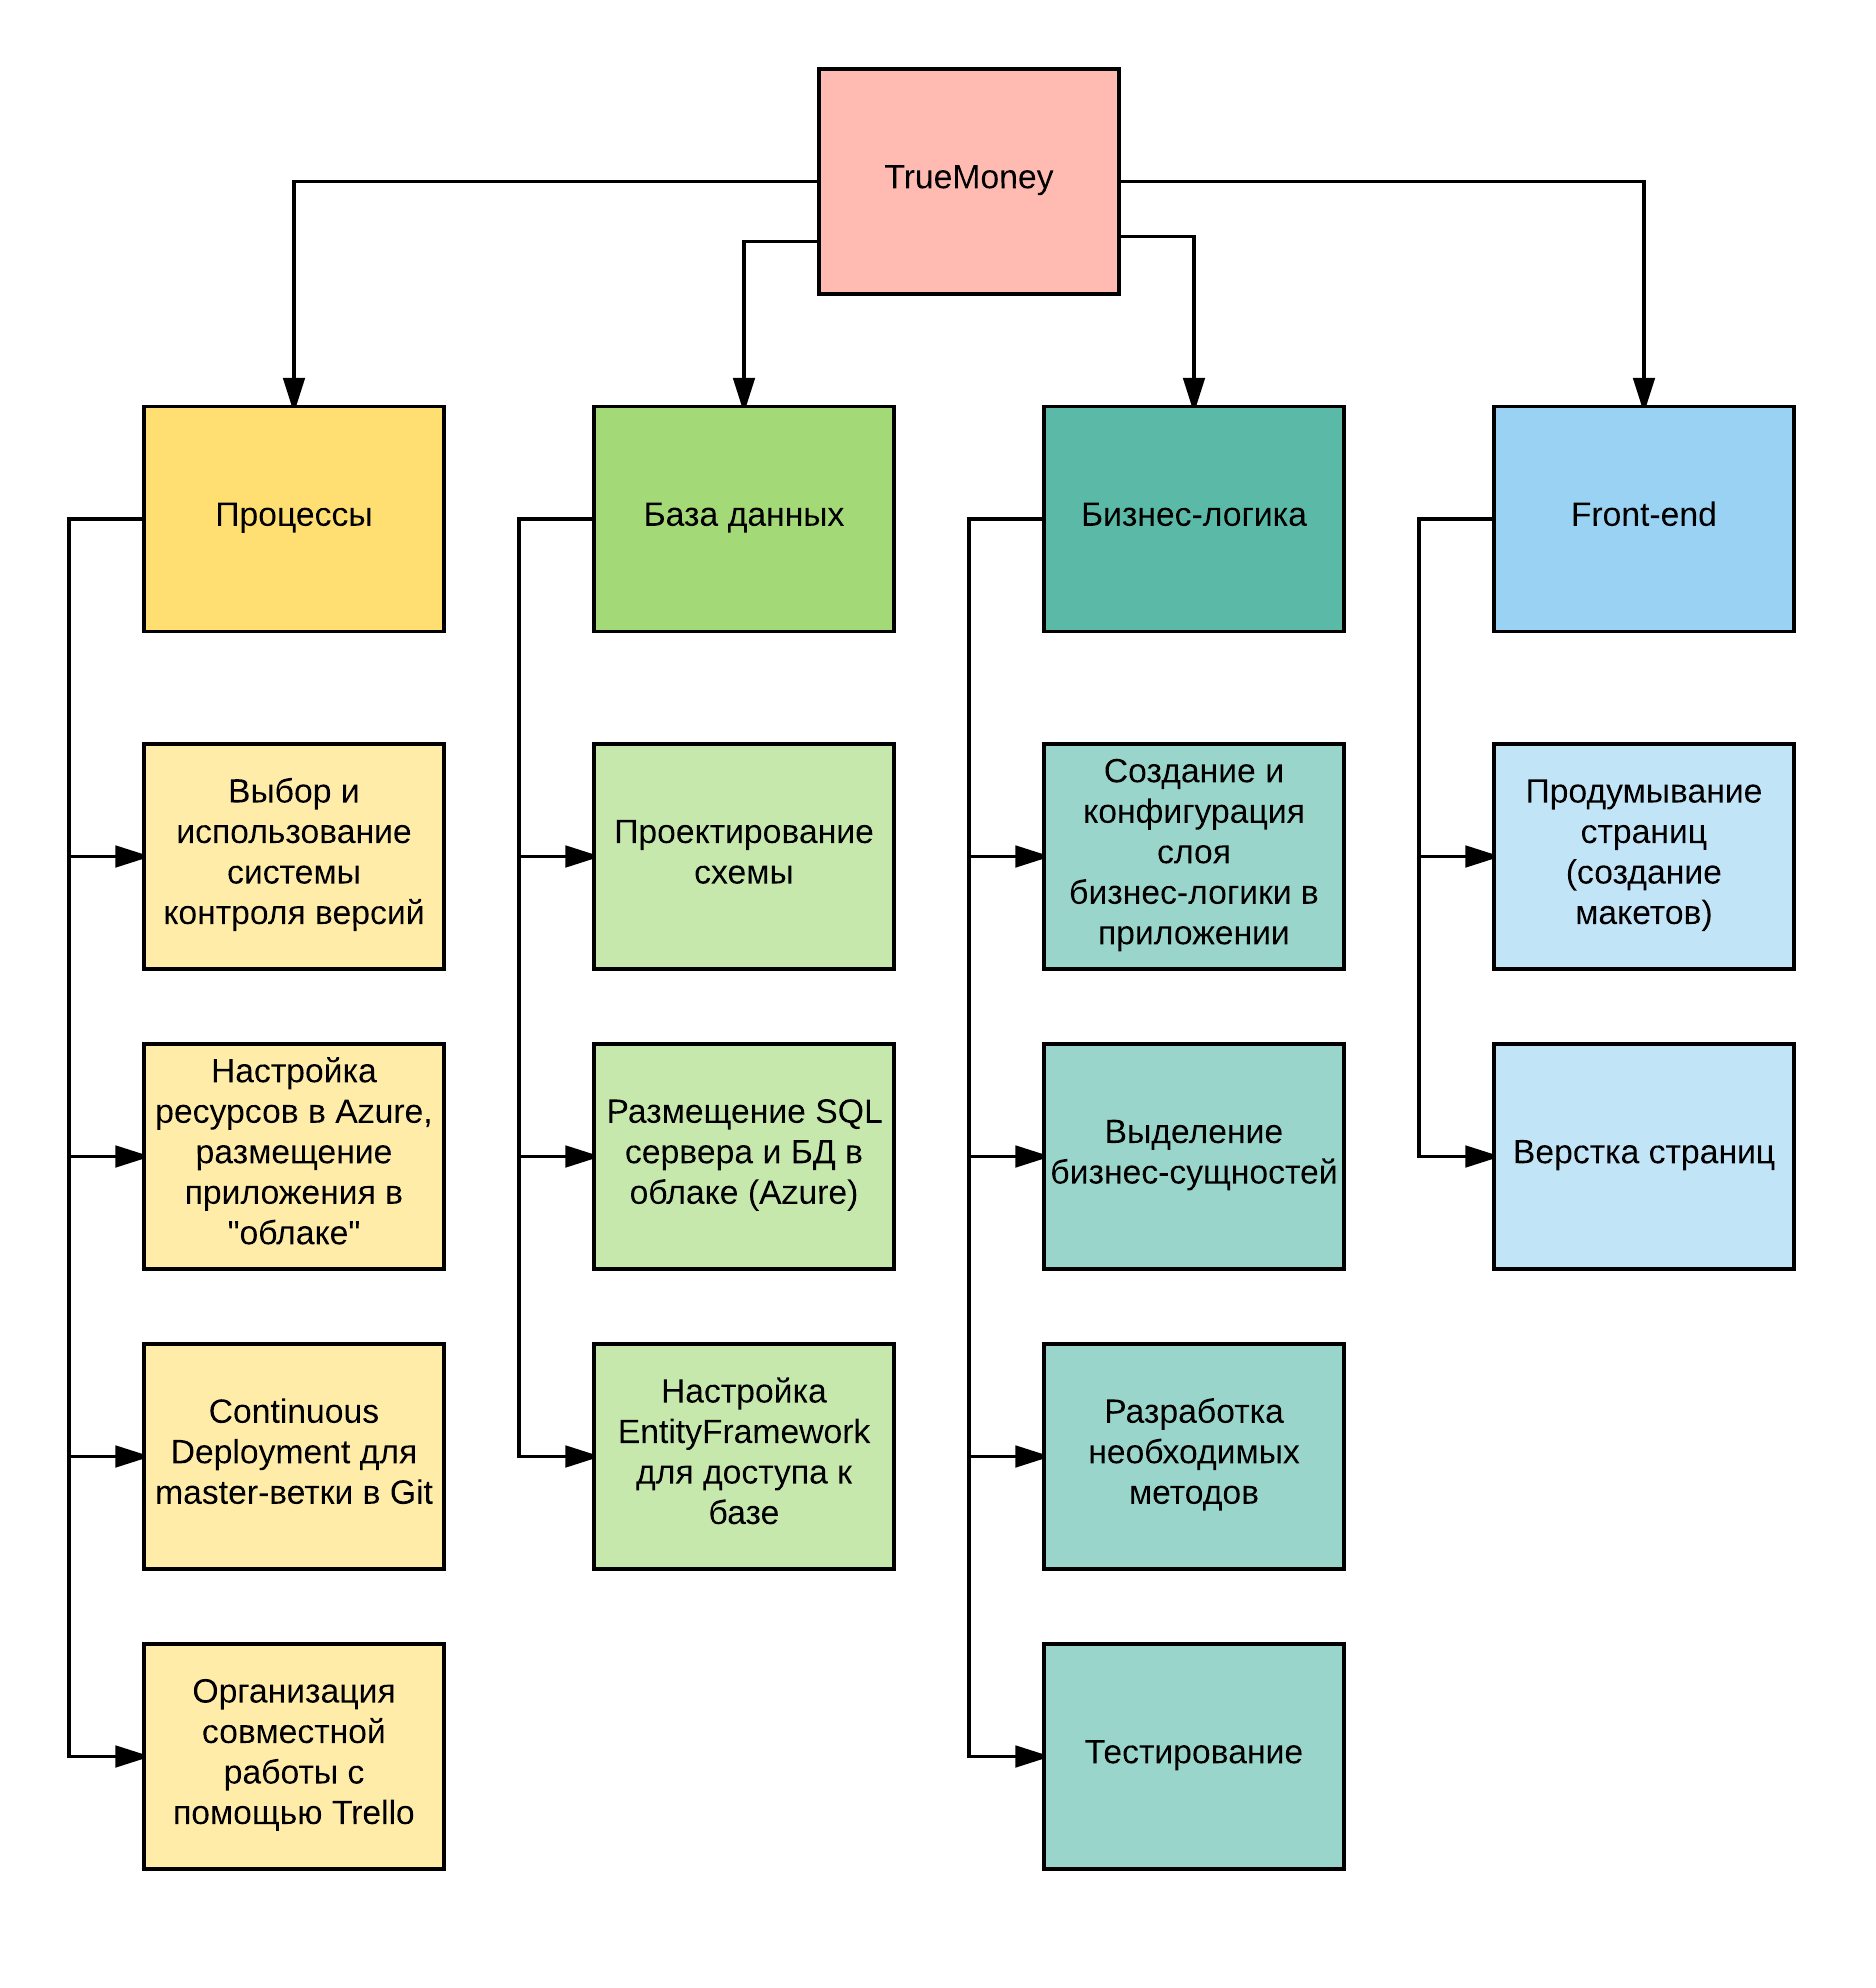 TrueMoney
Процессы
База данных
Бизнес-логика
Front-end
Выбор и
использование
системы
контроля версий
Проектирование
схемы
Создание и
конфигурация
слоя
бизнес-логики в
приложении
Продумывание
страниц
(создание
макетов)
Настройка
ресурсов в Azure,
размещение
приложения в
"облаке"
Размещение SQL
сервера и БД в
облаке (Azure)
Выделение
бизнес-сущностей
Верстка страниц
Continuous
Deployment для
master-ветки в Git
Настройка
EntityFramework
для доступа к
базе
Разработка
необходимых
методов
Организация
совместной
работы с
помощью Trello
Тестирование